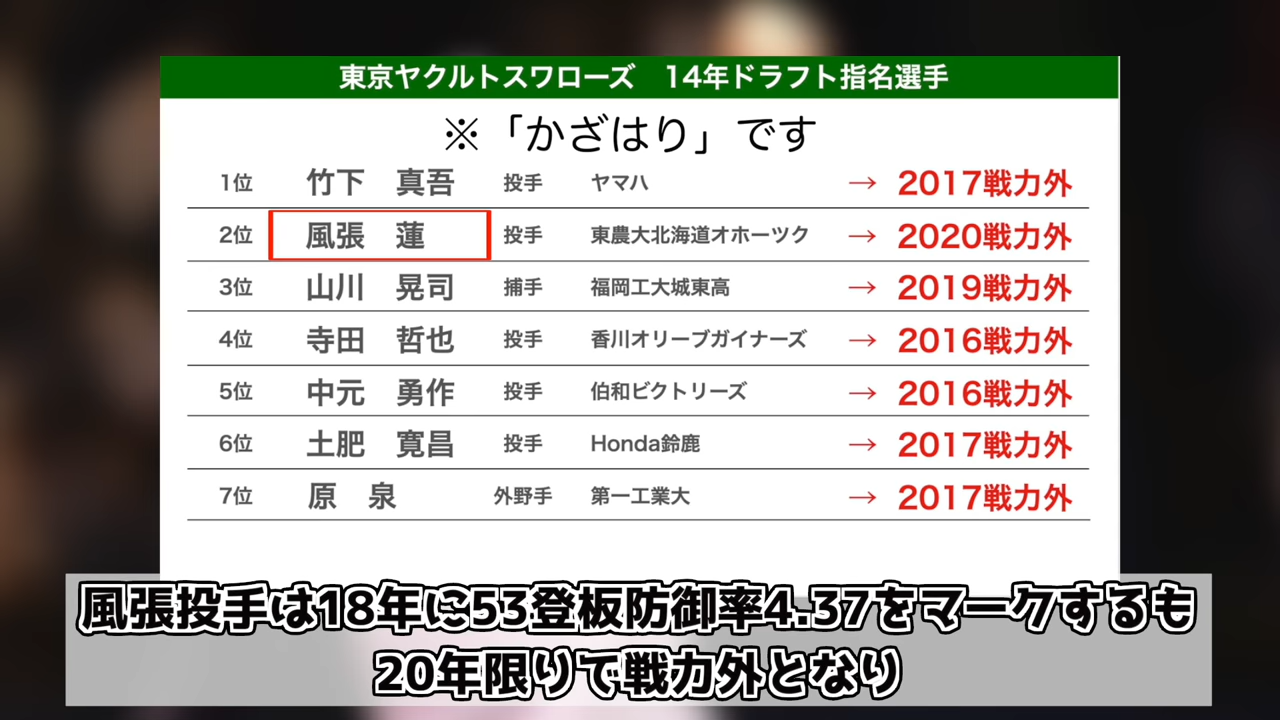 東京ヤクルトスワローズ　14年ドラフト指名選手
※「かざはり」です
1位　竹下　真吾　投手　ヤマハ　→　2017戦力外
2位　風張　蓮　投手　東農大北海道オホーツク　→　2020戦力外
3位　山川　晃司　捕手　福岡工大城東高　→　2019戦力外
4位　寺田　哲也　投手　香川オリーブガイナーズ　→　2016戦力外
5位　中元　勇作　投手　伯和ビクトリーズ　→　2016戦力外
6位　土肥　寛昌　投手　Honda鈴鹿　→　2017戦力外
7位　原　泉　外野手　第一工業大　→　2017戦力外
風張投手は18年に53登板防御率4.37をマークするも
20年限りで戦力外となり